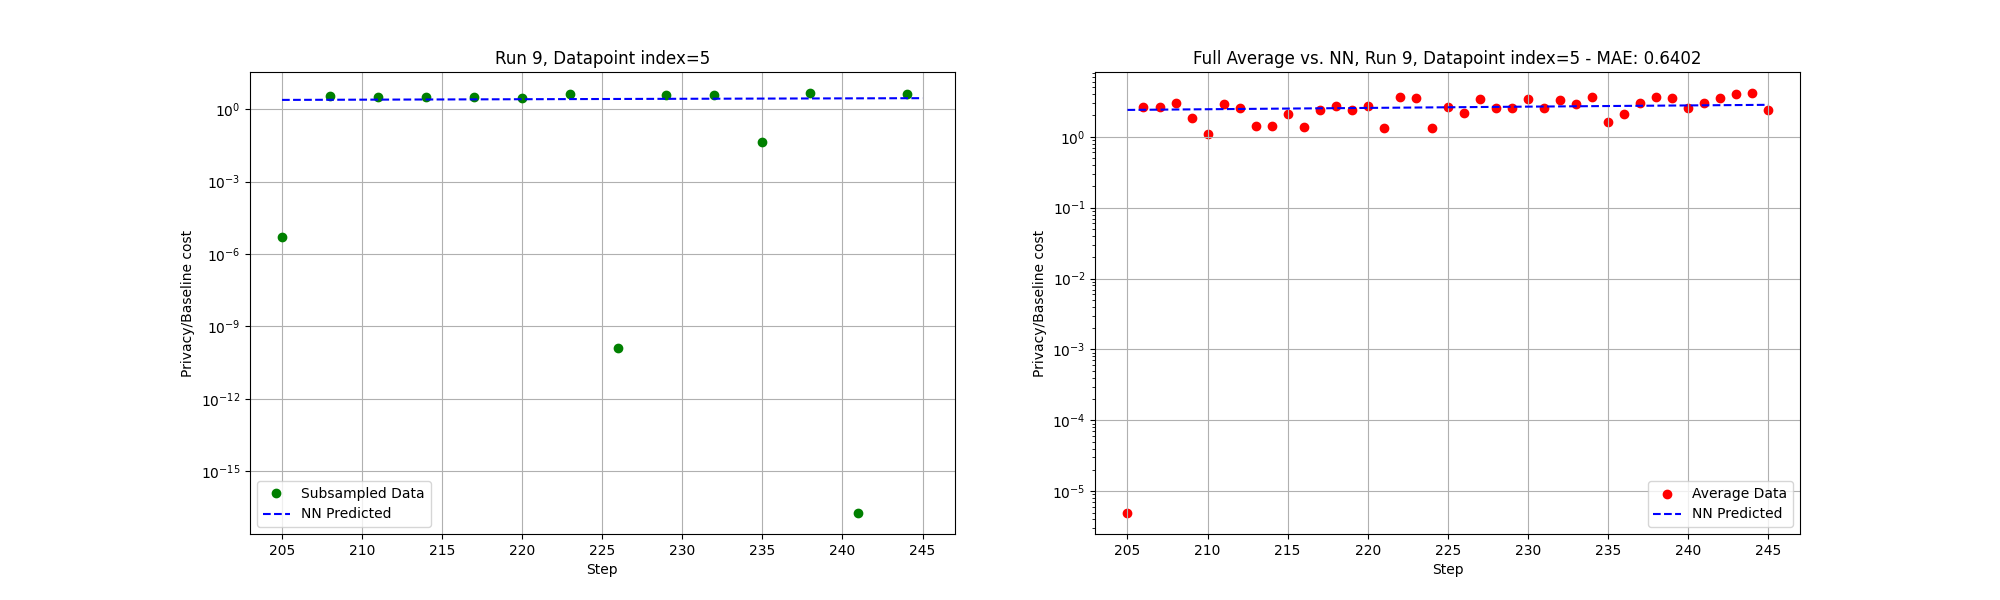 Run 9, Datapoint index=5
Privacy/Baseline cost
10^0
10^-3
10^-6
10^-9
10^-12
10^-15
Subsampled Data
NN Predicted
205 210 215 220 225 230 235 240 245
Step
Full Average vs. NN, Run 9, Datapoint index=5 - MAE: 0.6402
Privacy/Baseline cost
10^0
10^-1
10^-2
10^-3
10^-4
10^-5
Average Data
NN Predicted
205 210 215 220 225 230 235 240 245
Step